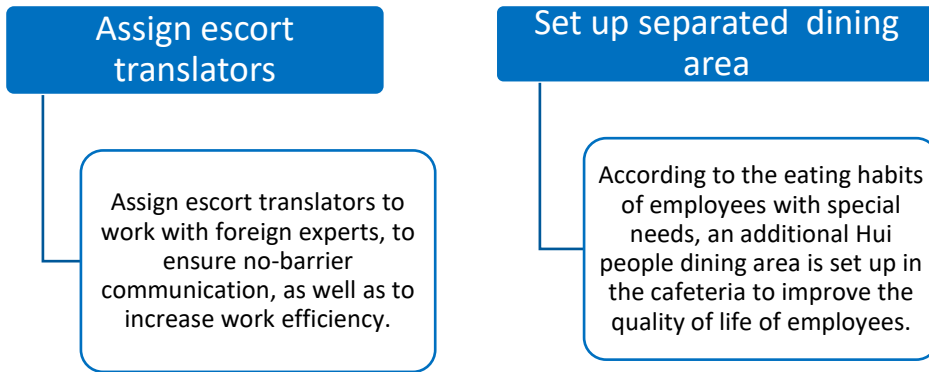 Assign escort
translators
Assign escort translators to
work with foreign experts, to
ensure no-barrier
communication, as well as to
increase work efficiency.
Set up separated dining
area
According to the eating habits
of employees with special
needs, an additional Hui
people dining area is set up in
the cafeteria to improve the
quality of life of employees.